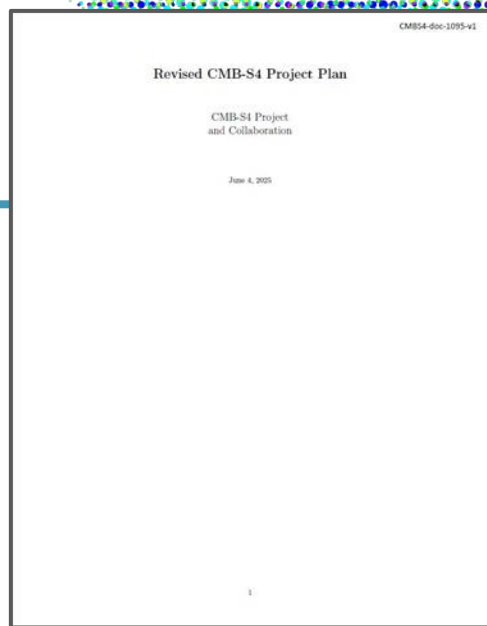 CMBS4-doc-1095-v1
Revised CMB-S4 Project Plan
CMB-S4 Project
and Collaboration
June 4, 2025
1